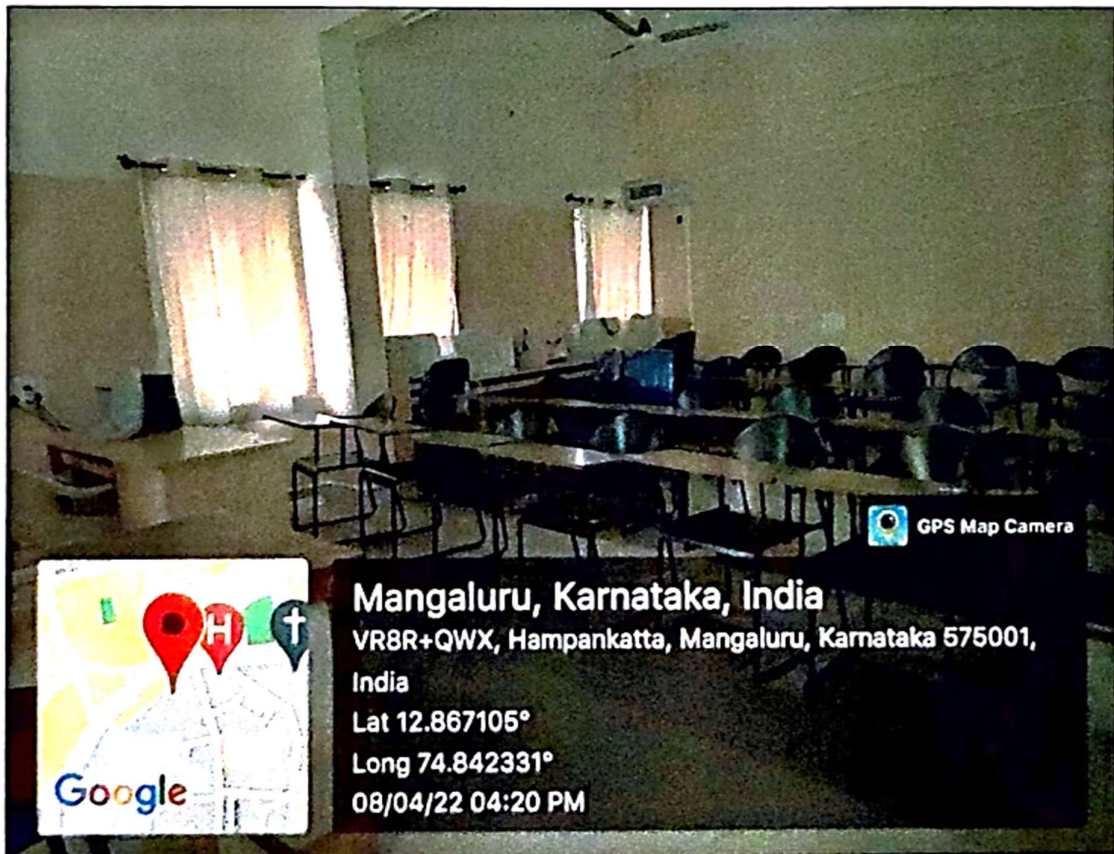 GPS Map Camera
Mangaluru, Karnataka, India
VR8R+QWX, Hampankatta, Mangaluru, Karnataka 575001,
India
Lat 12.867105°
Long 74.842331°
08/04/22 04:20 PM
H
Google